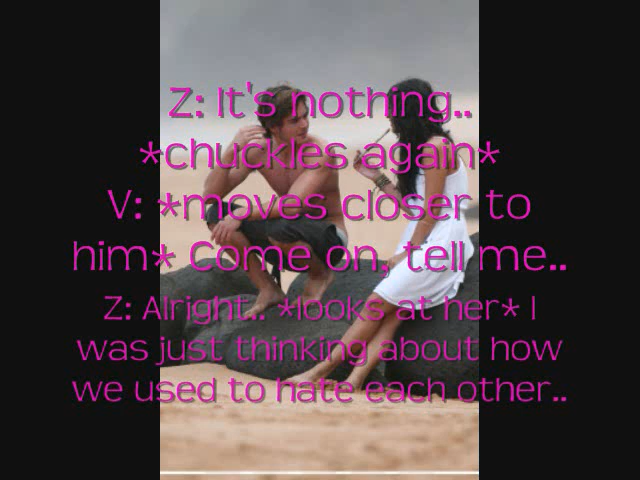 Z: It's nothing..
*chuckles again*
V: *moves closer to
him* Come on, tell me..
Z: Alright.. *looks at her* I
was just thinking about how
we used to hate each other..